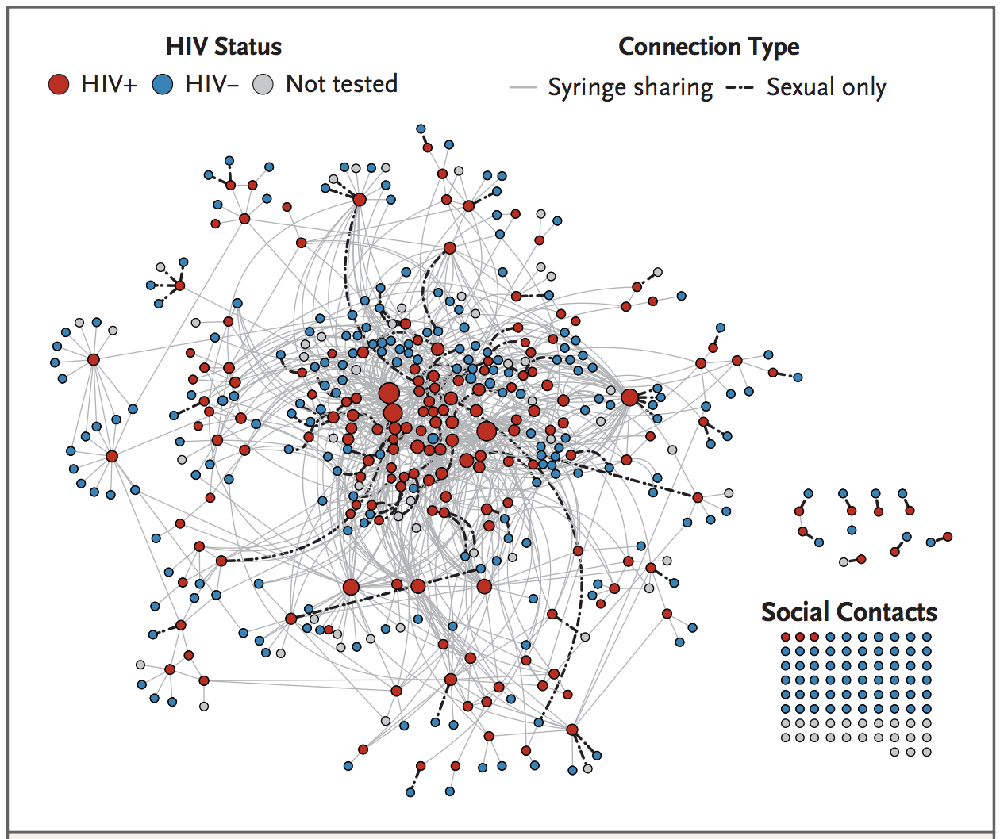 HIV Status
HIV+ HIV– Not tested
Connection Type
Syringe sharing Sexual only
Social Contacts